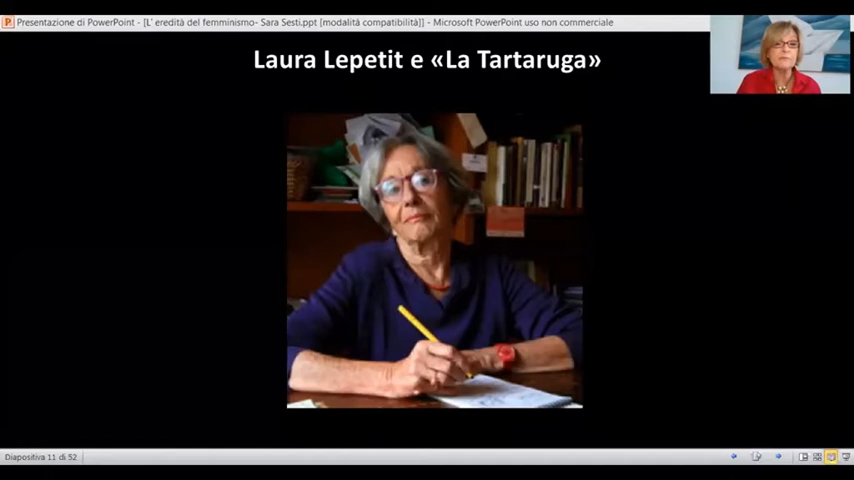 Presentazione di PowerPoint - [L' eredità del femminismo- Sara Sesti.ppt [modalità compatibilità]] - Microsoft PowerPoint uso non commerciale
Laura Lepetit e «La Tartaruga»
Diapositiva 11 di 52